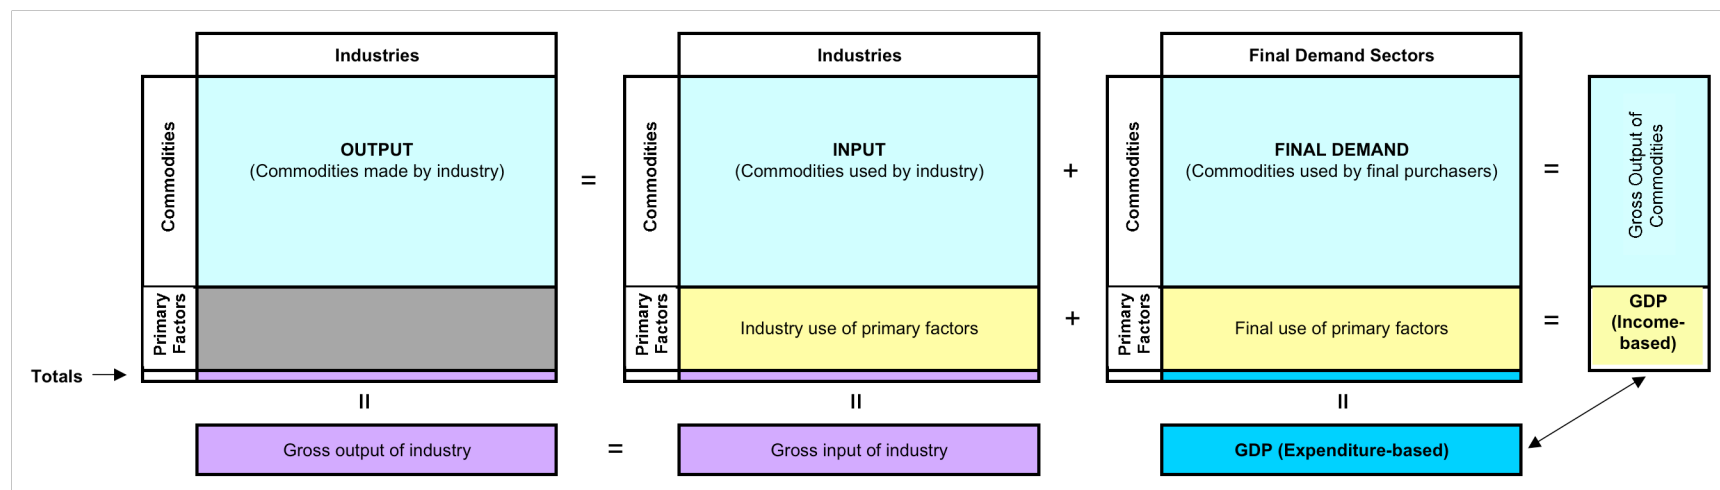 Industries
Industries
Final Demand Sectors
Commodities
OUTPUT
(Commodities made by industry)
=
Commodities
INPUT
(Commodities used by industry)
+
Commodities
FINAL DEMAND
(Commodities used by final purchasers)
=
Gross Output of
Commodities
Primary
Factors
Primary
Factors
Industry use of primary factors
+
Primary
Factors
Final use of primary factors
=
GDP
(Income-
based)
Totals
=
=
=
Gross output of industry
=
Gross input of industry
GDP (Expenditure-based)